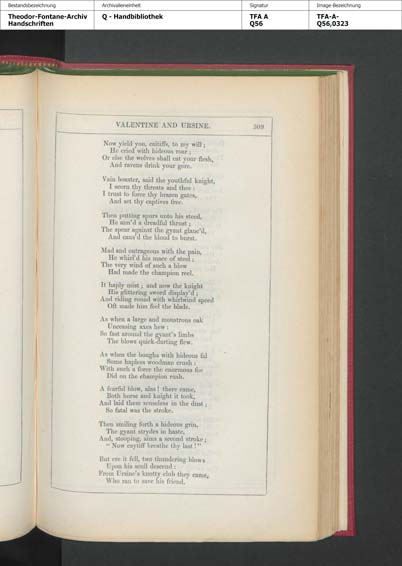 Bestandsbezeichnung
Theodor-Fontane-Archiv
Handschriften
Archivalieneinheit
Q - Handbibliothek
Signatur
TFA A
Q56
Image-Bezeichnung
TFA-A-
Q56,0323
VALENTINE AND URSINE. 309
Now yield you, caitiffs, to my will;
He cried with hideous roar:
Or else the wolves shall eat your flesh,
And ravens drink your gore.
Vain boaster, said the youthful knight,
I scorn thy threats and thee:
I trust to force thy brazen gates,
And set thy captives free.
Then putting spurs unto his steed,
He aim'd a dreadful thrust;
The spear against the gyant glanc'd,
And caus'd the blood to burst.
Mad and outrageous with the pain,
He whirl'd his mace of steel:
The very wind of such a blow
Had made the champion reel.
It haply mist; and now the knight
His glittering sword display'd;
And riding round with whirlwind speed
Oft made him feel the blade.
As when a large and monstrous oak
Unceasing axes hew:
So fast around the gyant's limbs
The blows quick-darting flew.
As when the boughs with hideous fal
Some hapless woodman crush:
With such a force the enormous foe
Did on the champion rush.
A fearful blow, alas! there came,
Both horse and knight it took,
And laid them senseless in the dust;
So fatal was the stroke.
Then smiling forth a hideous grin,
The gyant strydes in haste,
And, stooping, aims a second stroke;
"Now caytiff breathe thy last!"
But ere it fell, two thundering blows
Upon his scull descend:
From Ursine's knotty club they came,
Who ran to save his friend.